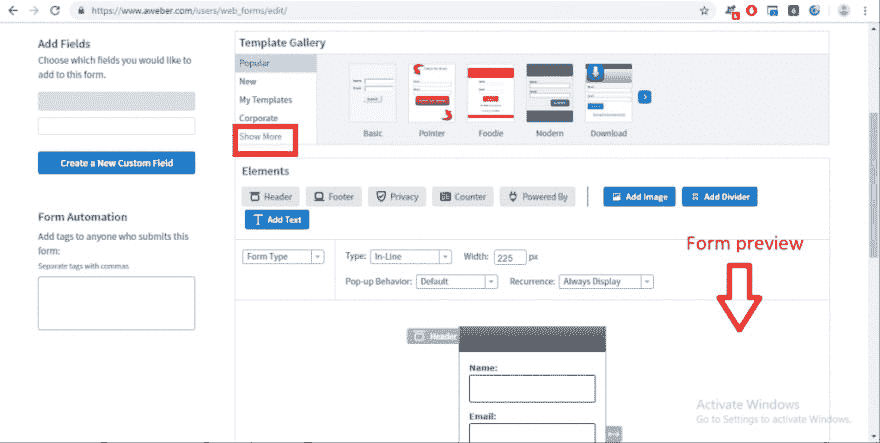 https://www.aweber.com/users/web_forms/edit/
Add Fields
Choose which fields you would like
to add to this form.
Create a New Custom Field
Form Automation
Add tags to anyone who submits this
form:
Separate tags with commas
Template Gallery
Popular
New
My Templates
Corporate
Show More
Basic
Pointer
Foodie
Modern
Download
Elements
Header
Footer
Privacy
Counter
Powered By
Add Image
Add Divider
Add Text
Form Type
Type: In-Line
Width: 225 px
Pop-up Behavior: Default
Recurrence: Always Display
Form preview
Header
Name:
Email:
Activate Windows
Go to Settings to activate Windows.